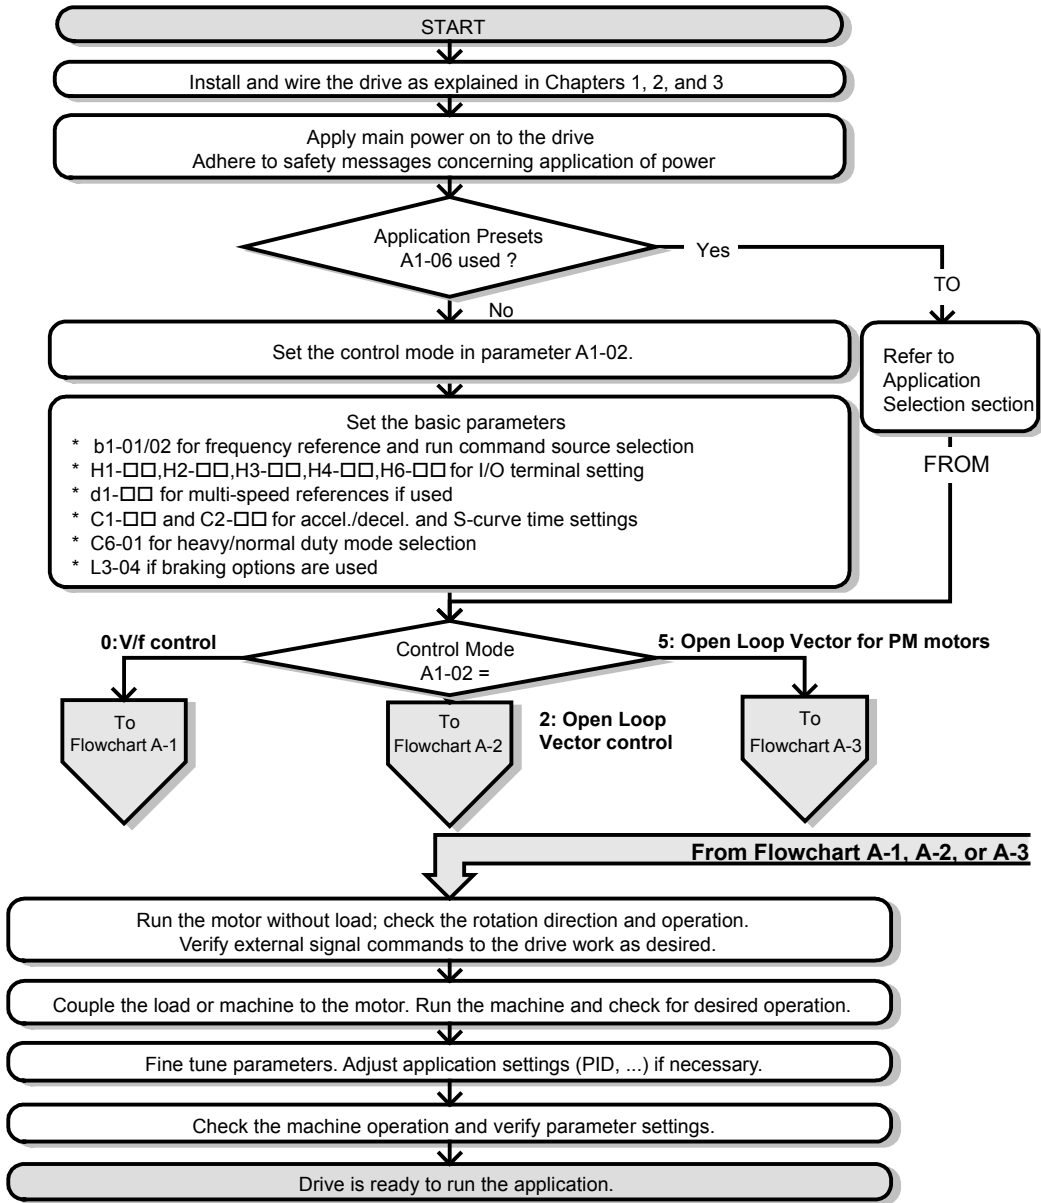 START
Install and wire the drive as explained in Chapters 1, 2, and 3
Apply main power on to the drive
Adhere to safety messages concerning application of power
Application Presets
A1-06 used ?
Yes
No
TO
Set the control mode in parameter A1-02.
Refer to
Application
Selection section
FROM
Set the basic parameters
* b1-01/02 for frequency reference and run command source selection
* H1-□□,H2-□□,H3-□□,H4-□□,H6-□□ for I/O terminal setting
* d1-□□ for multi-speed references if used
* C1-□□ and C2-□□ for accel./decel. and S-curve time settings
* C6-01 for heavy/normal duty mode selection
* L3-04 if braking options are used
0:V/f control
Control Mode
A1-02 =
5: Open Loop Vector for PM motors
To
Flowchart A-1
To
Flowchart A-2
2: Open Loop
Vector control
To
Flowchart A-3
From Flowchart A-1, A-2, or A-3
Run the motor without load; check the rotation direction and operation.
Verify external signal commands to the drive work as desired.
Couple the load or machine to the motor. Run the machine and check for desired operation.
Fine tune parameters. Adjust application settings (PID, ...) if necessary.
Check the machine operation and verify parameter settings.
Drive is ready to run the application.